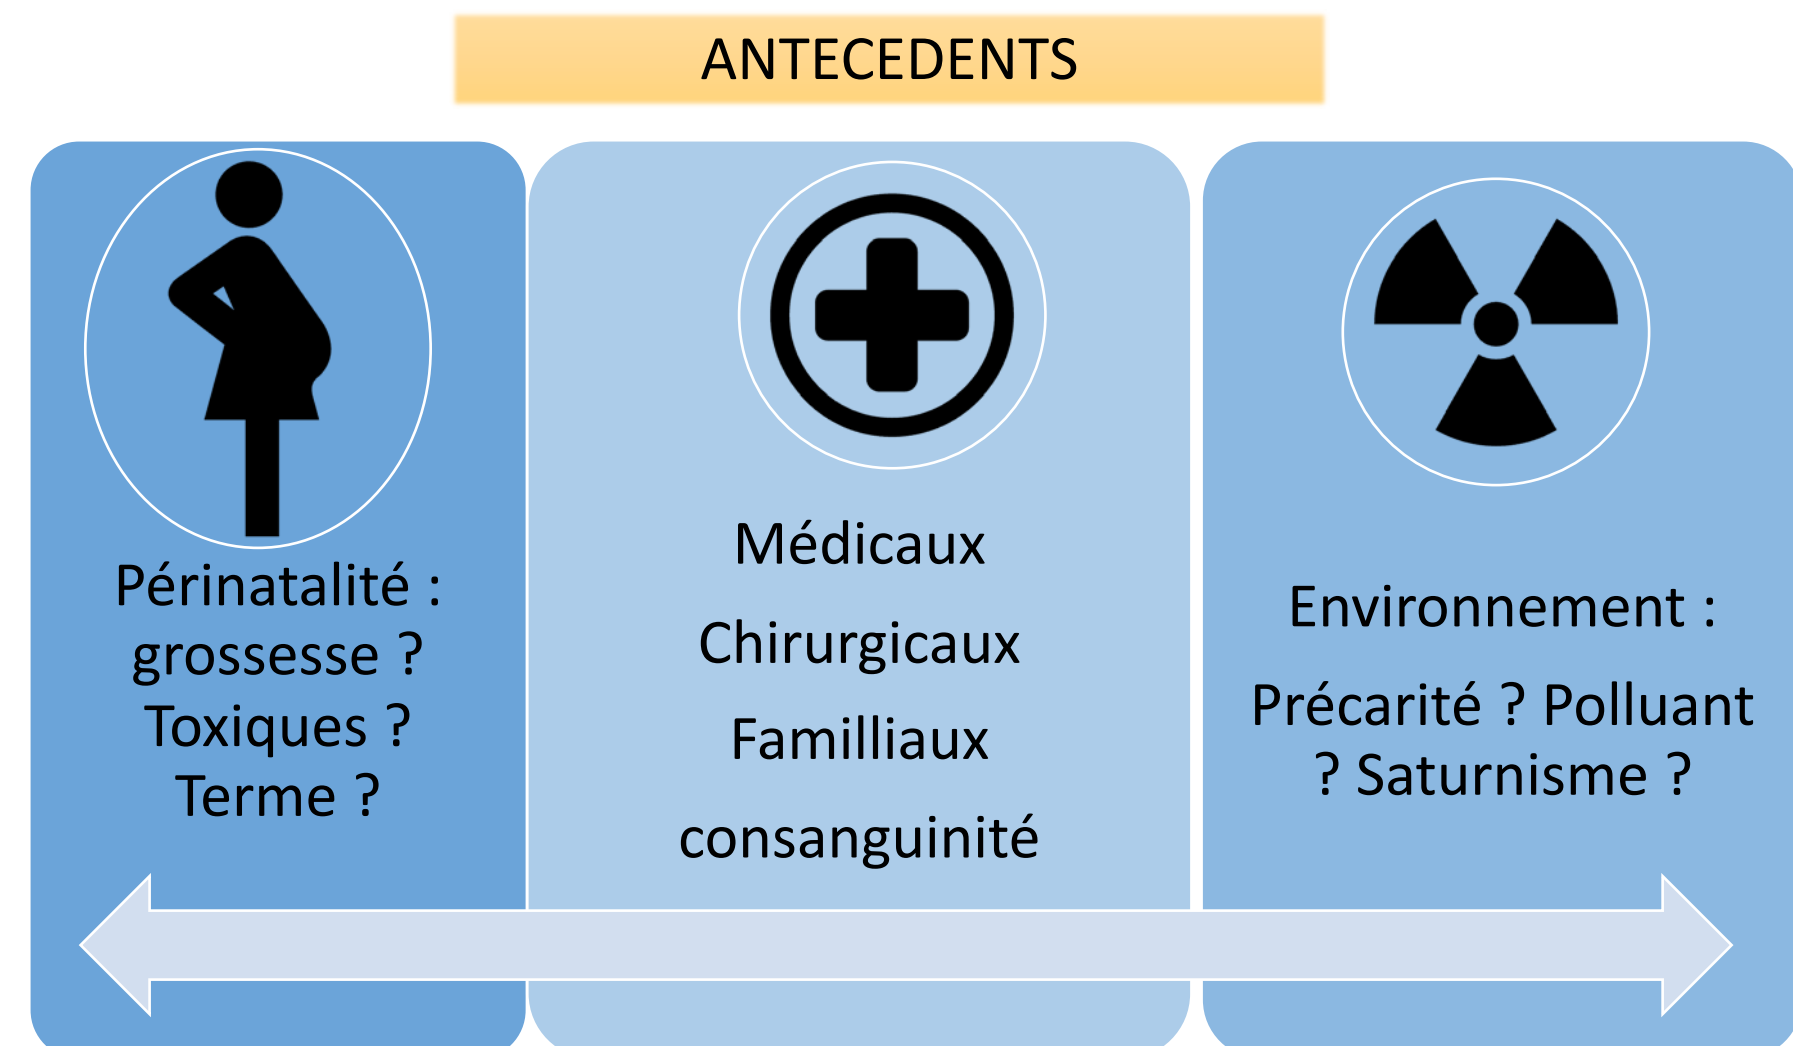 ANTECEDENTS
Périnatalité :
grossesse ?
Toxiques ?
Terme ?
Médicaux
Chirurgicaux
Familliaux
consanguinité
Environnement :
Précarité ? Polluant
? Saturnisme ?